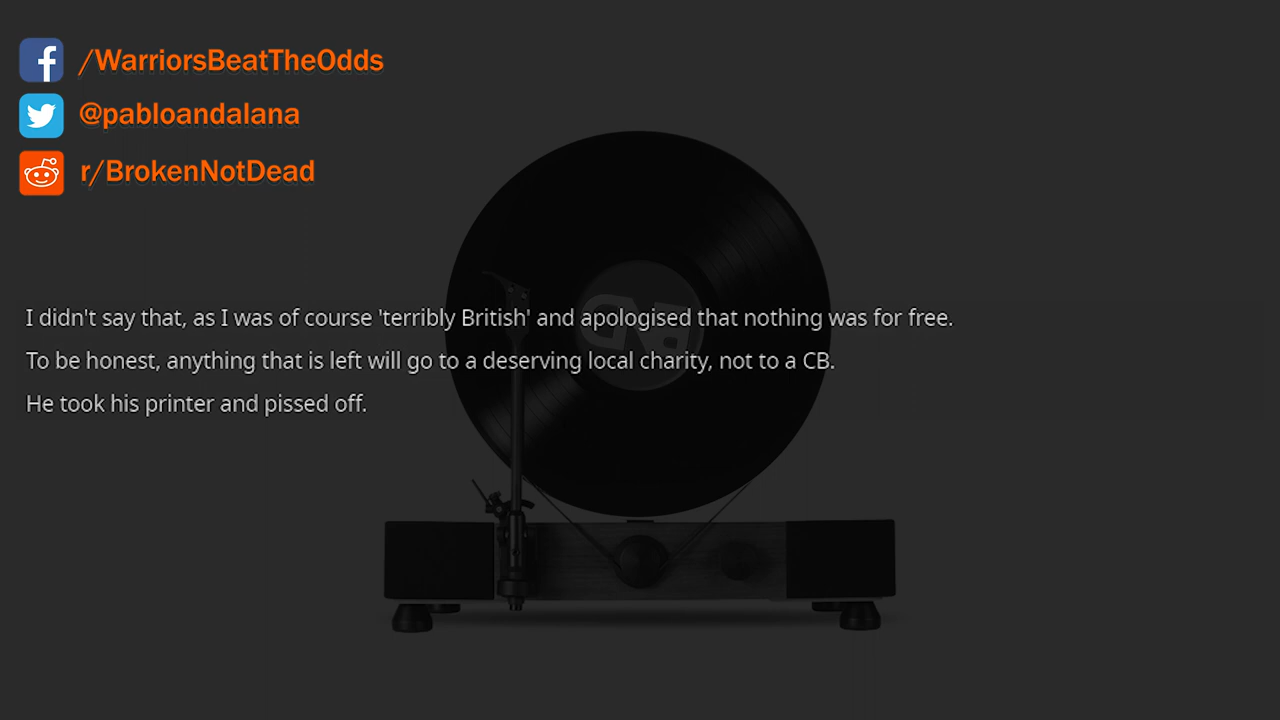 /WarriorsBeatTheOdds
@pabloandalana
r/BrokenNotDead
I didn't say that, as I was of course 'terribly British' and apologised that nothing was for free.
To be honest, anything that is left will go to a deserving local charity, not to a CB.
He took his printer and pissed off.